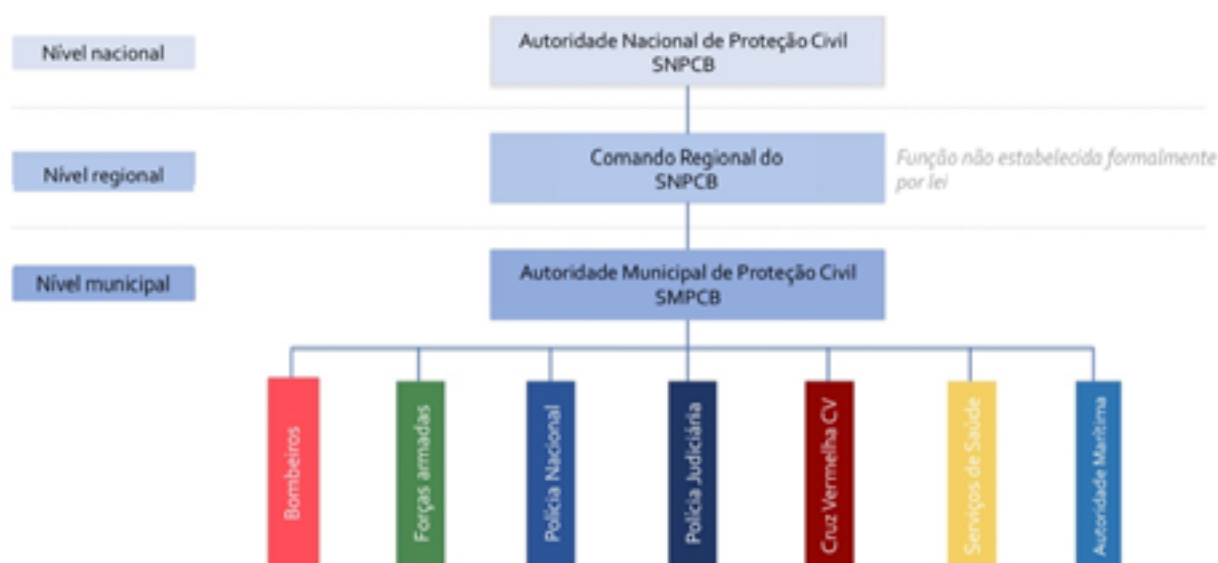 Nível nacional
Autoridade Nacional de Proteção Civil
SNPCB
Nível regional
Comando Regional do
SNPCB
Função não estabelecida formalmente
por lei
Nível municipal
Autoridade Municipal de Proteção Civil
SMPCB
Bombeiros
Forças armadas
Polícia Nacional
Polícia Judiciária
Cruz Vermelha CV
Serviços de Saúde
Autoridade Marítima